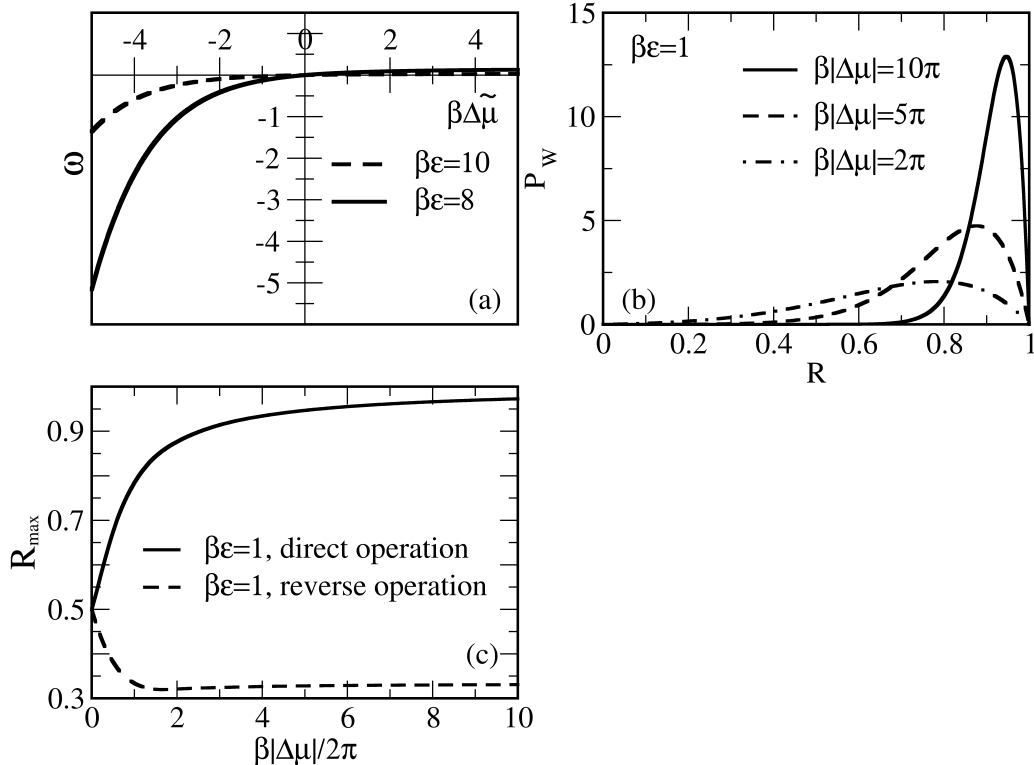 -4 -2 0 2 4
-1
-2
-3
-4
-5
βΔμ̃
ω
βε=10
βε=8
(a)
15
10
5
0
P_W
βε=1
β|Δμ|=10π
β|Δμ|=5π
β|Δμ|=2π
(b)
0 0.2 0.4 0.6 0.8 1
R
0.9
0.7
0.5
0.3
R_max
βε=1, direct operation
βε=1, reverse operation
(c)
0 2 4 6 8 10
β|Δμ|/2π